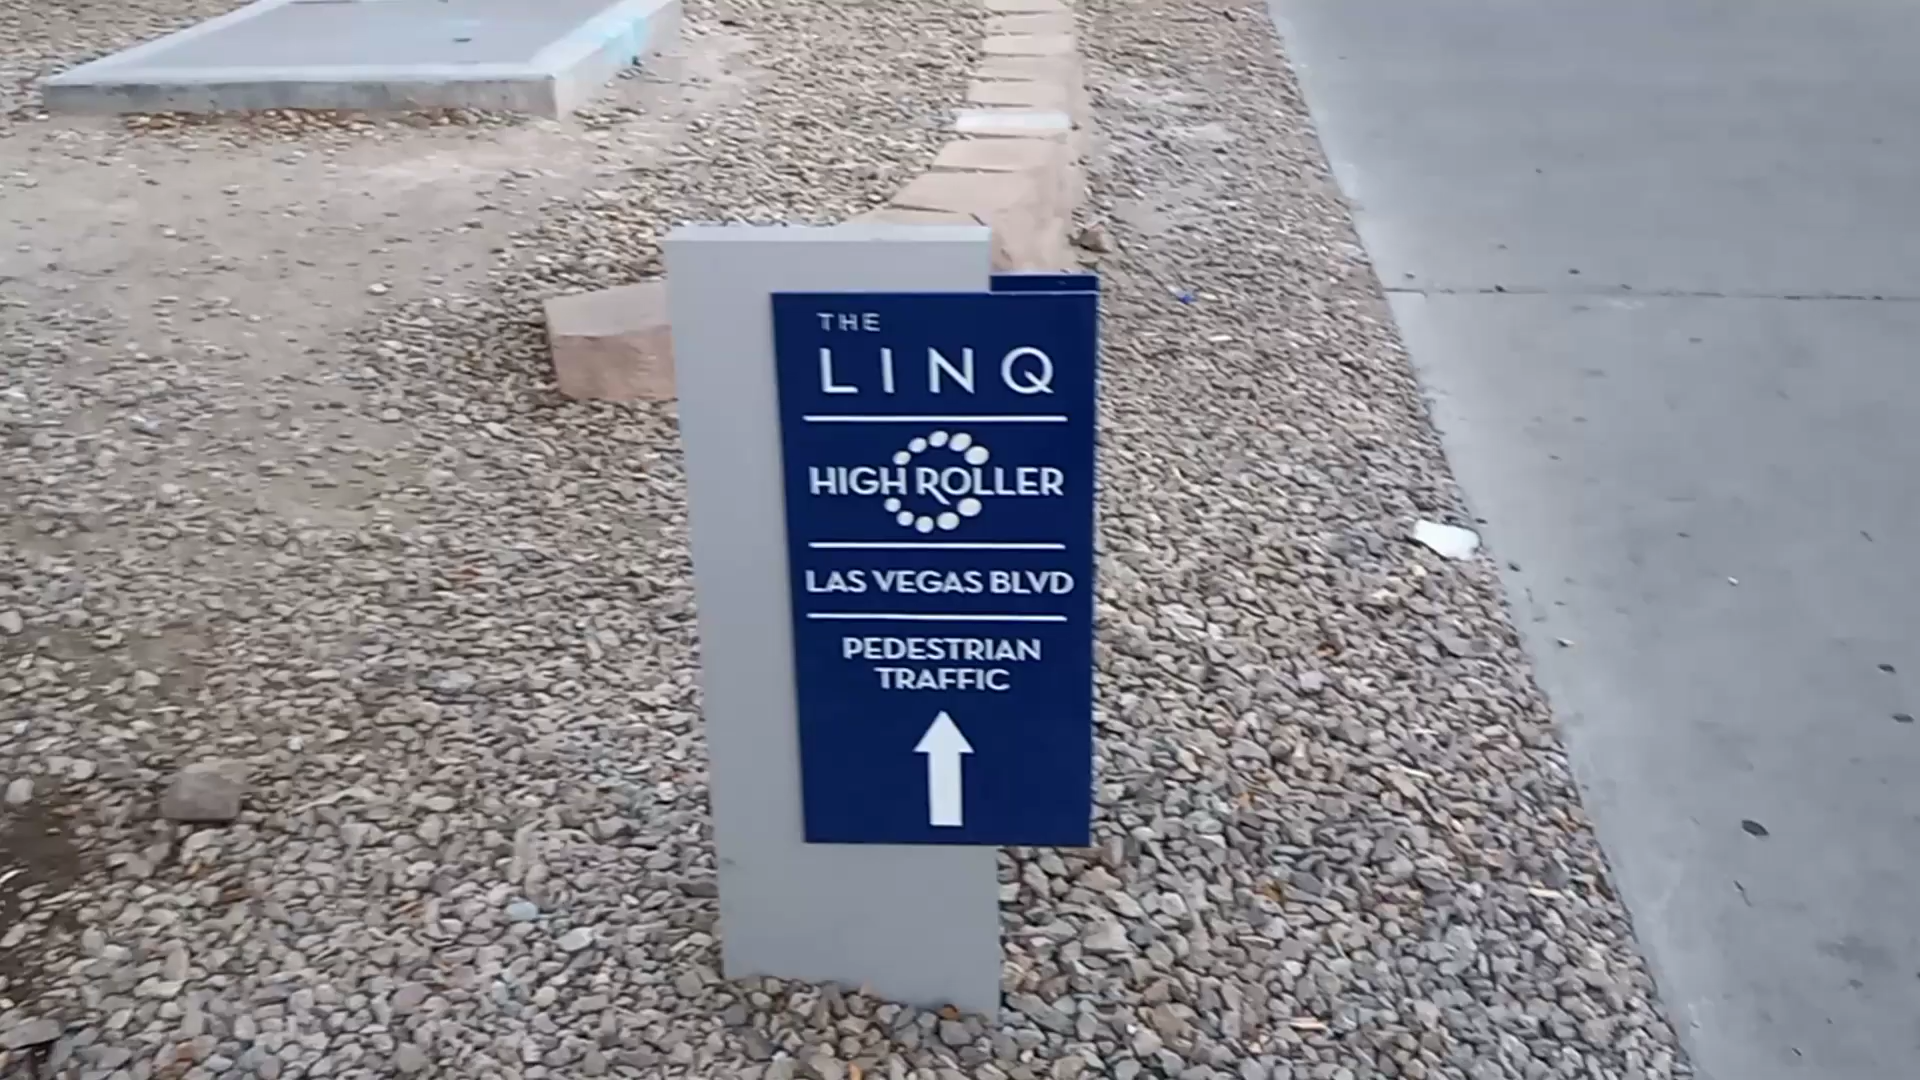 THE
LINQ
HIGH ROLLER
LAS VEGAS BLVD
PEDESTRIAN
TRAFFIC